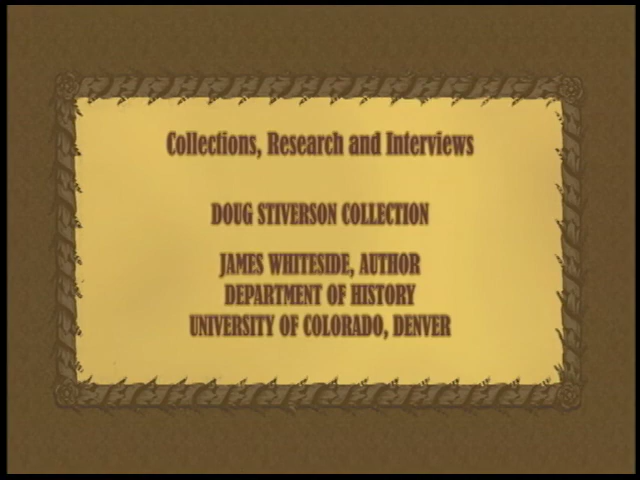 Collections, Research and Interviews
DOUG STIVERSON COLLECTION
JAMES WHITESIDE, AUTHOR
DEPARTMENT OF HISTORY
UNIVERSITY OF COLORADO, DENVER